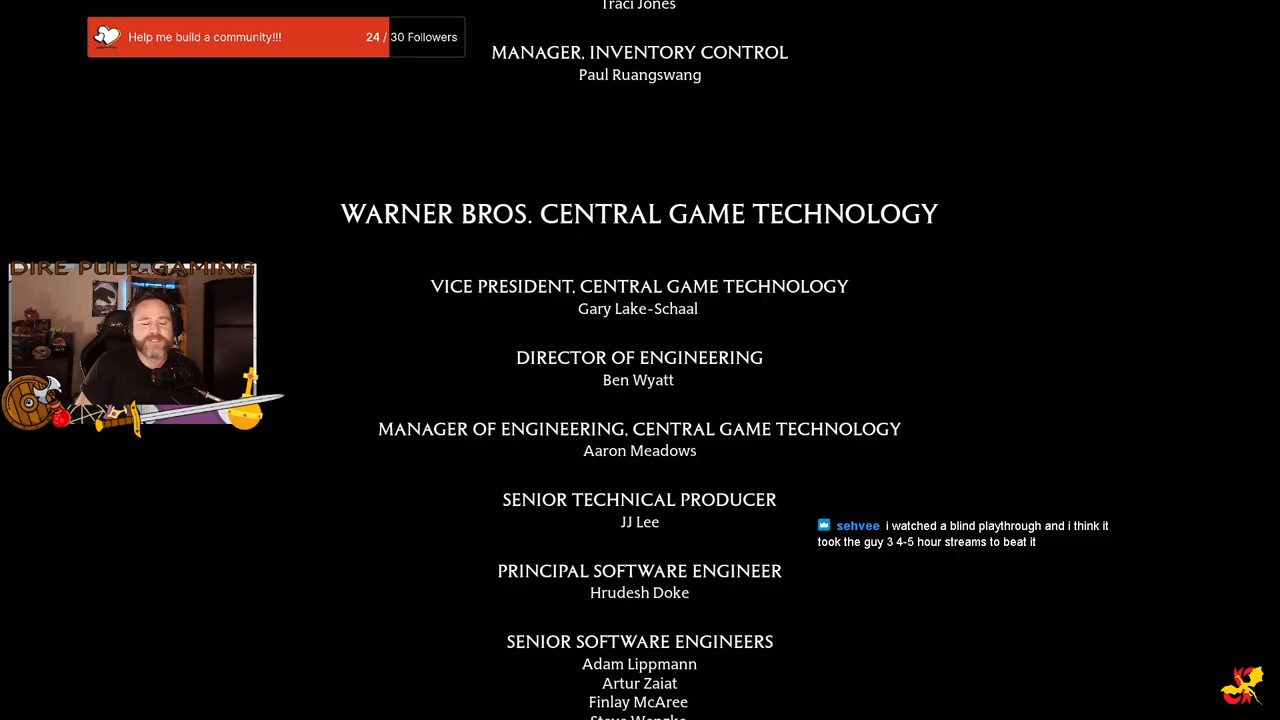 Traci Jones
Help me build a community!!!
24 / 30 Followers
MANAGER, INVENTORY CONTROL
Paul Ruangswang
WARNER BROS. CENTRAL GAME TECHNOLOGY
DIRE PULP GAMING
VICE PRESIDENT, CENTRAL GAME TECHNOLOGY
Gary Lake-Schaal
DIRECTOR OF ENGINEERING
Ben Wyatt
MANAGER OF ENGINEERING, CENTRAL GAME TECHNOLOGY
Aaron Meadows
SENIOR TECHNICAL PRODUCER
JJ Lee
sehvee i watched a blind playthrough and i think it
took the guy 3 4-5 hour streams to beat it
PRINCIPAL SOFTWARE ENGINEER
Hrudesh Doke
SENIOR SOFTWARE ENGINEERS
Adam Lippmann
Artur Zaiat
Finlay McAree